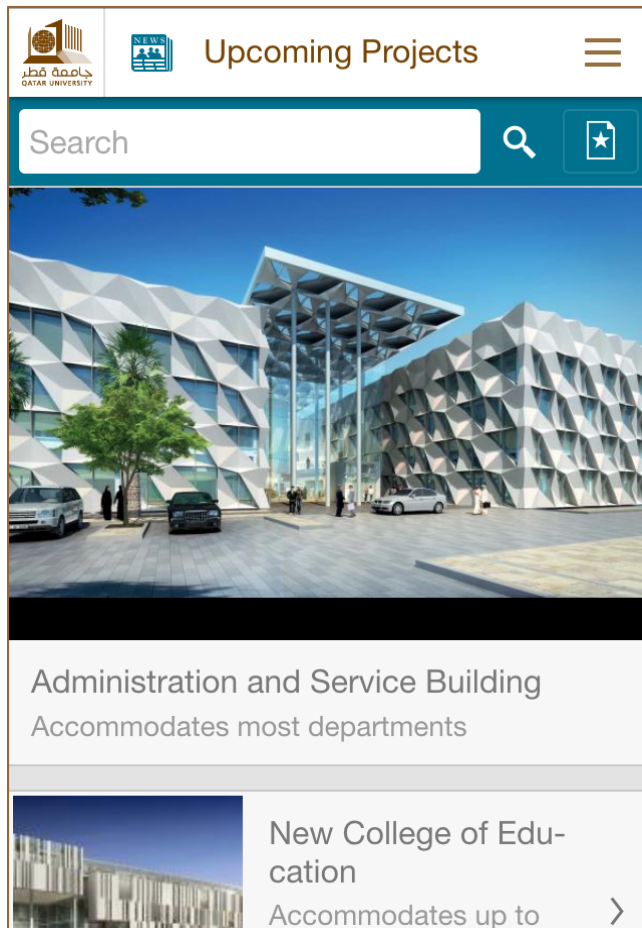 جامعة قطر
QATAR UNIVERSITY
NEWS
Upcoming Projects
Search
Administration and Service Building
Accommodates most departments
New College of Edu-
cation
Accommodates up to